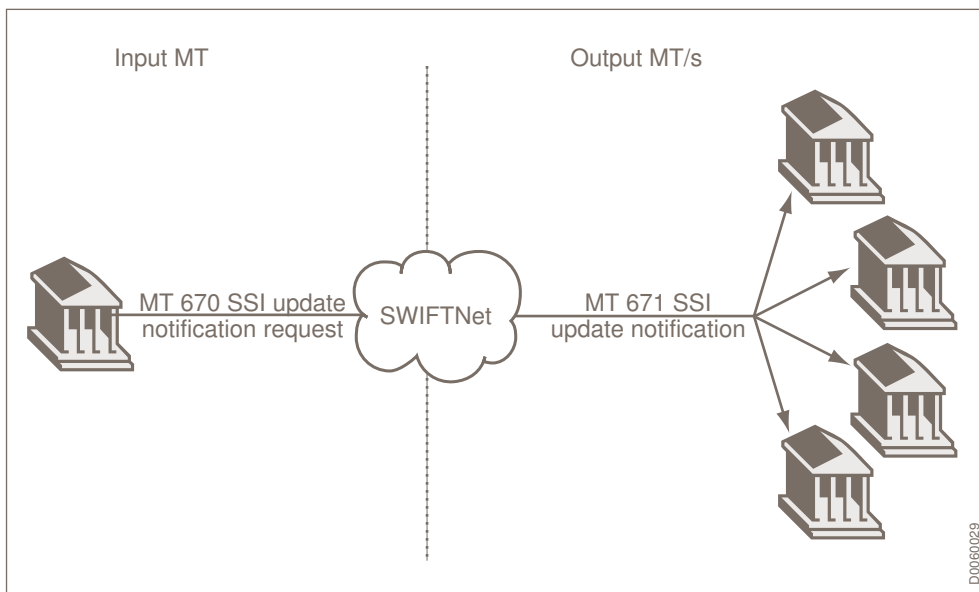 Input MT
Output MT/s
MT 670 SSI update
notification request
SWIFTNet
MT 671 SSI
update notification
D0060029